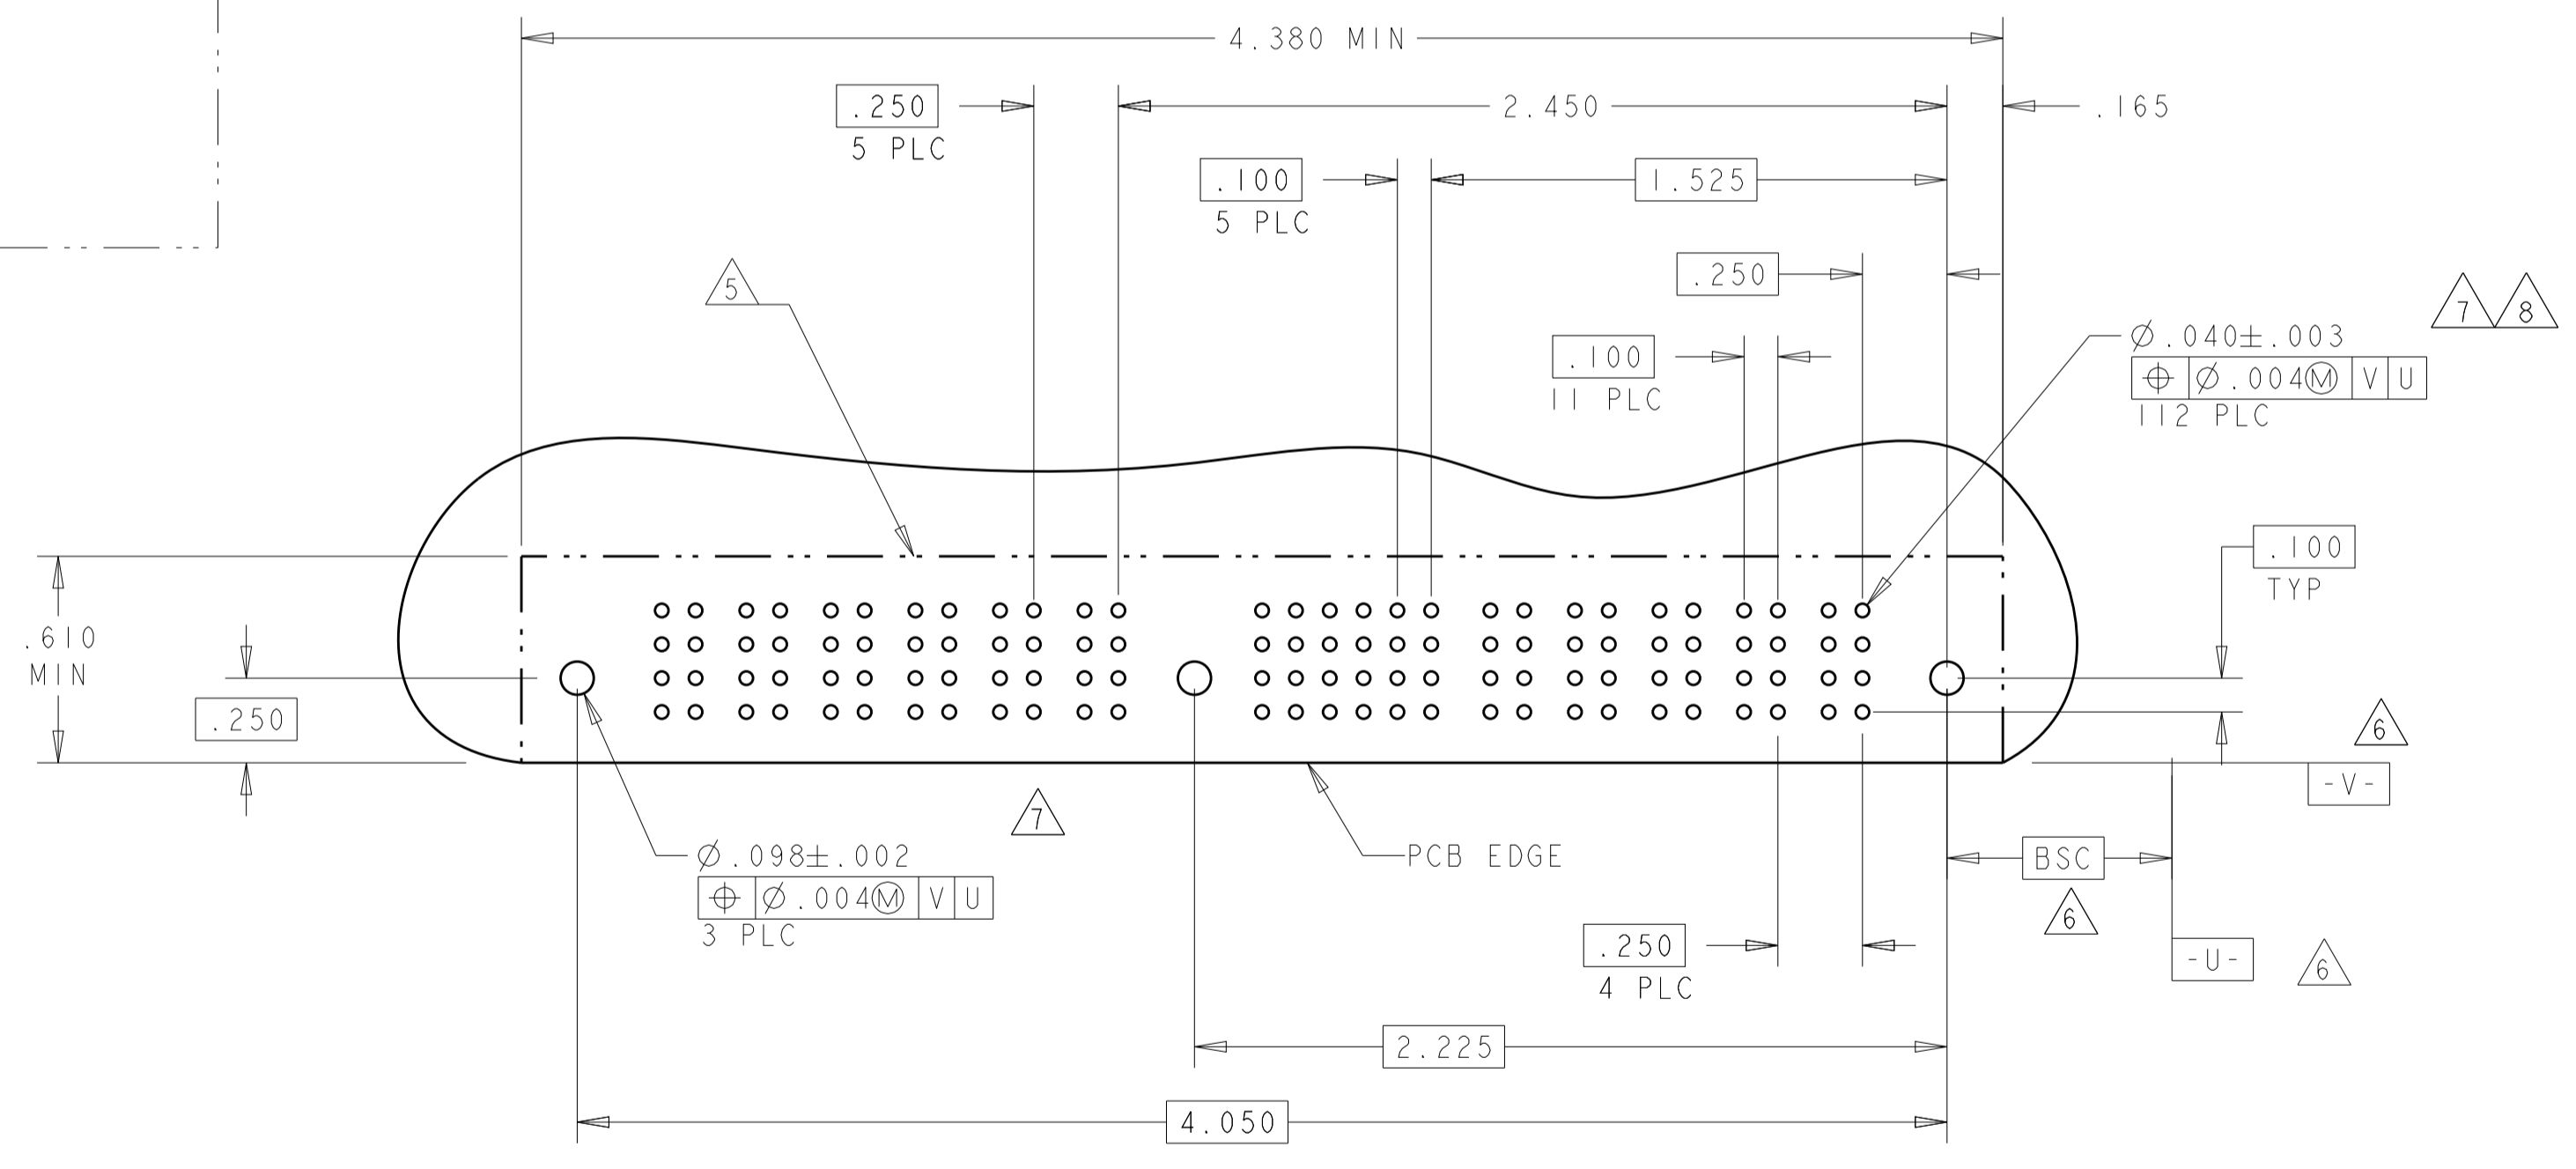 4.380 MIN
.250
5 PLC
2.450
.165
.100
5 PLC
1.525
.250
5
7 8
.100
11 PLC
Ø.040±.003
⌖ Ø.004Ⓜ V U
112 PLC
.100
TYP
.610
MIN
.250
6
-V-
7
Ø.098±.002
⌖ Ø.004Ⓜ V U
3 PLC
PCB EDGE
BSC
6
.250
4 PLC
-U- 6
2.225
4.050